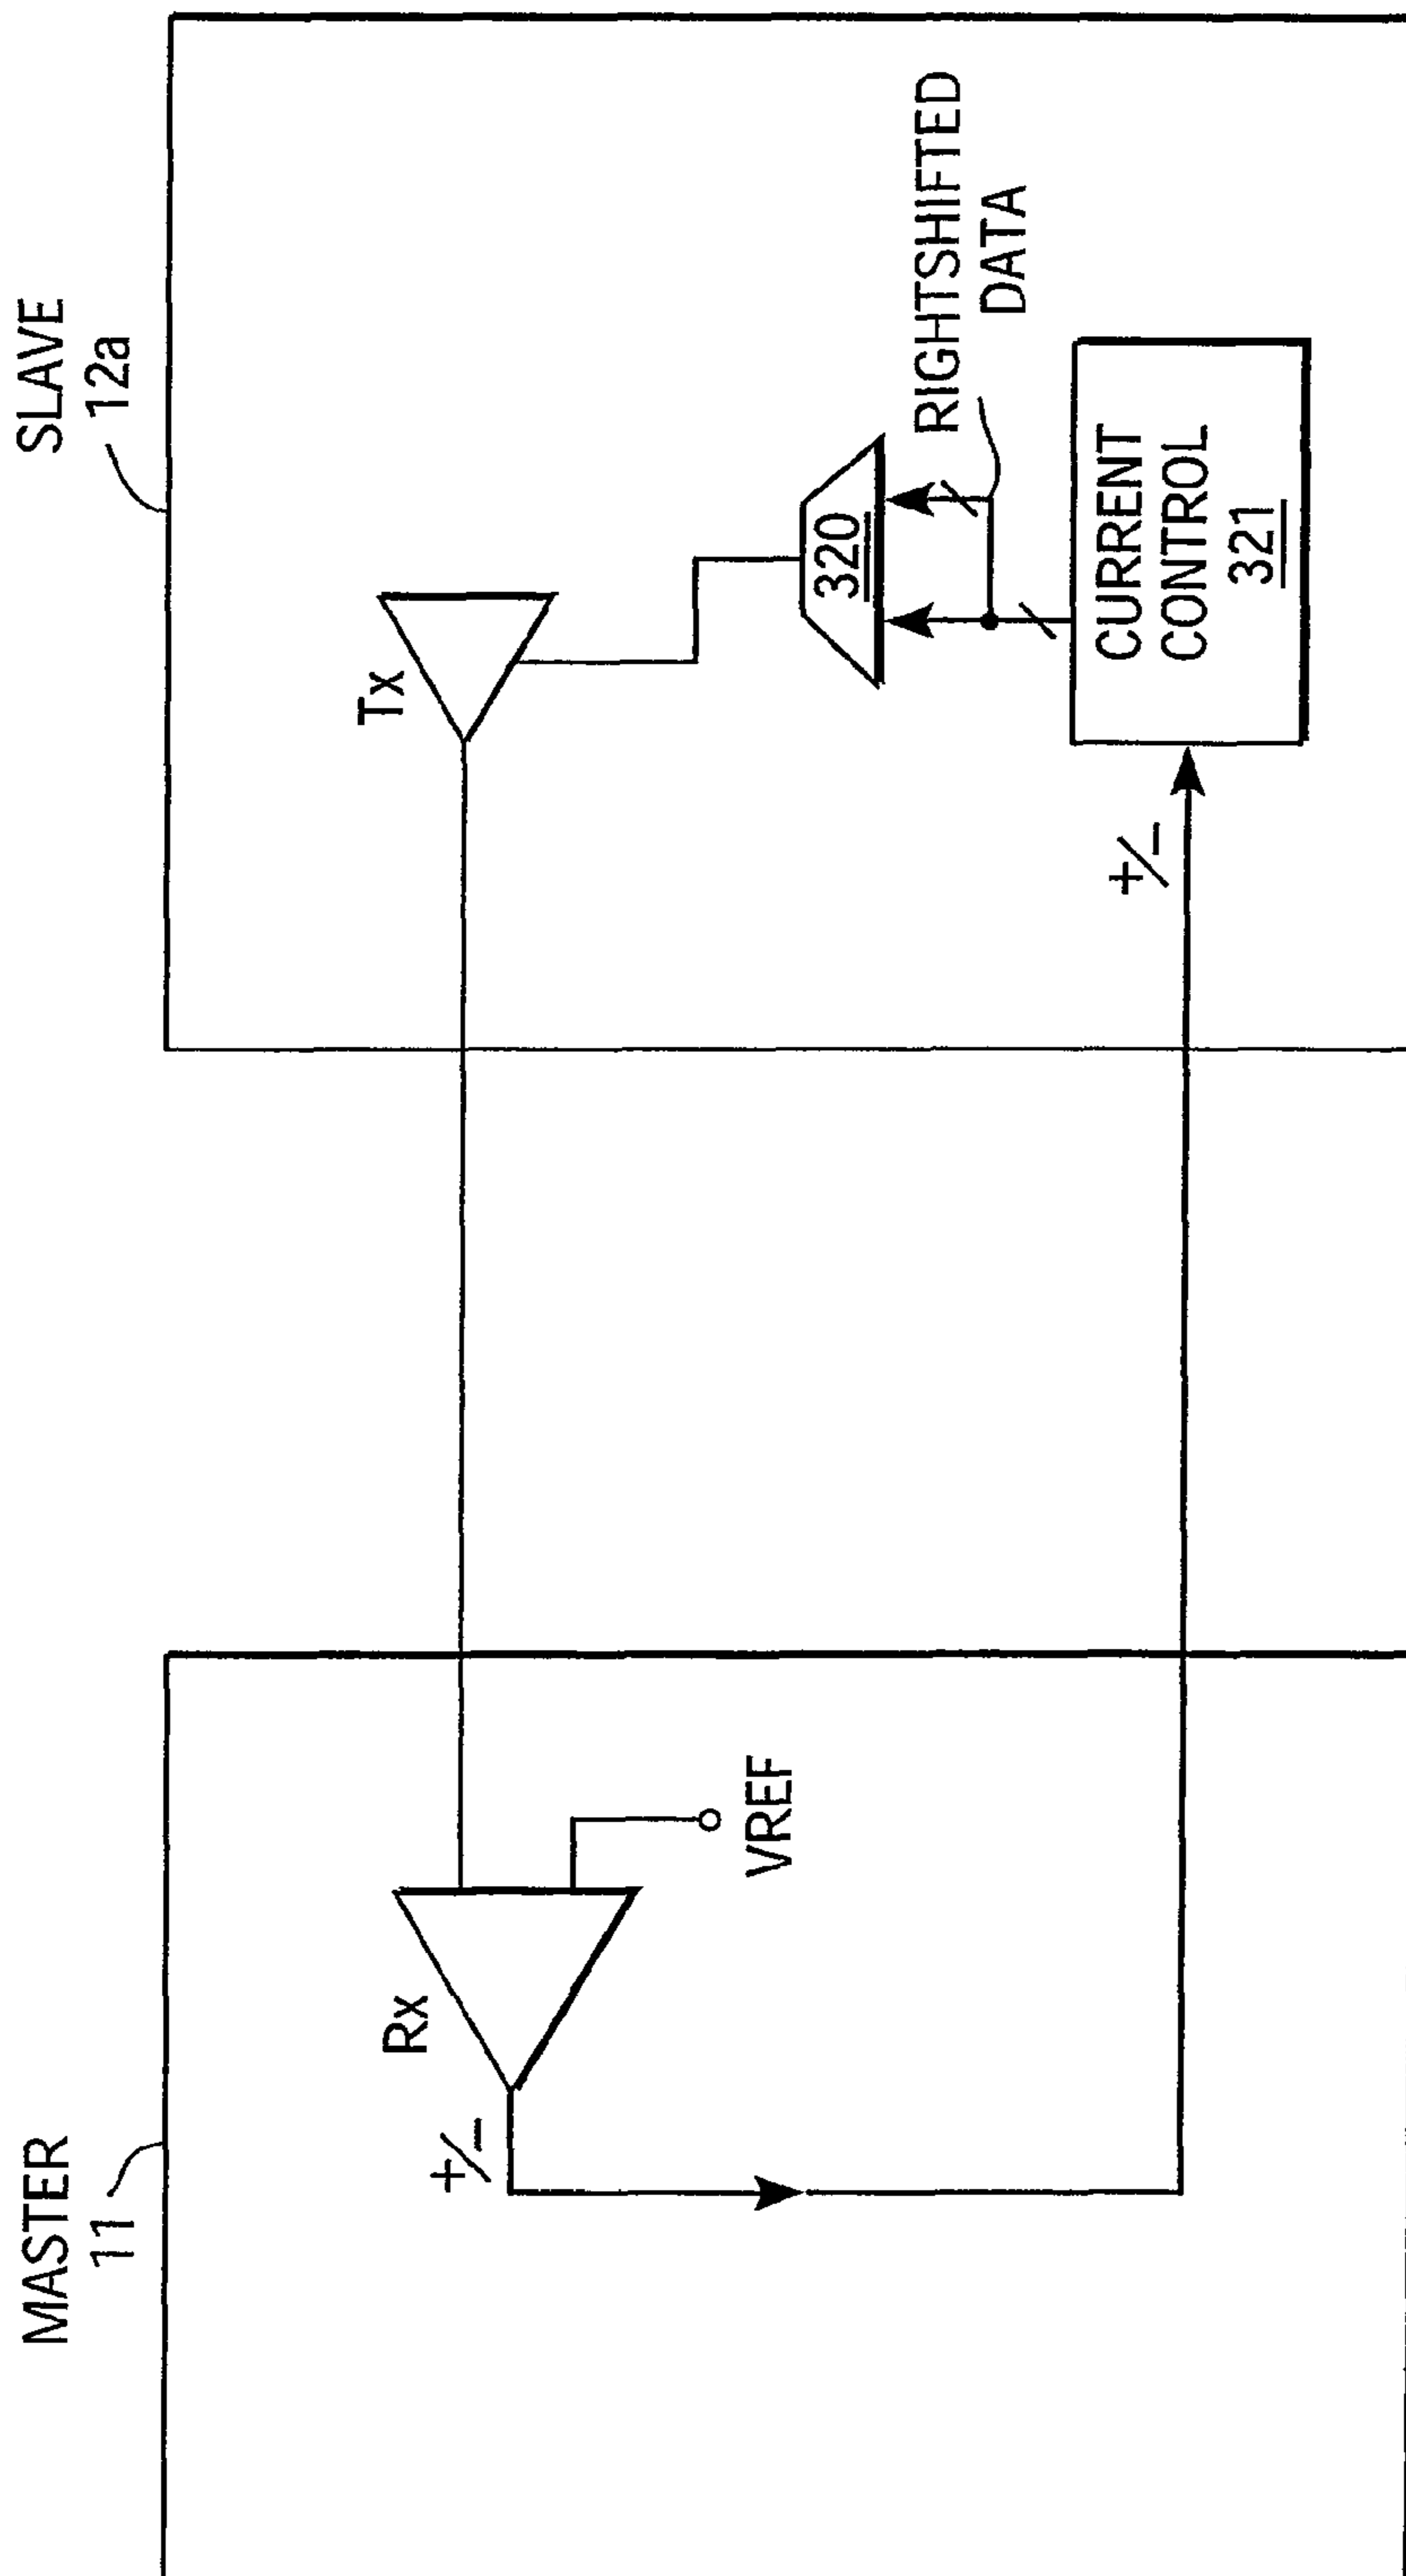 MASTER
11
SLAVE
12a
Rx
+/−
VREF
Tx
320
RIGHTSHIFTED
DATA
+/−
CURRENT
CONTROL
321